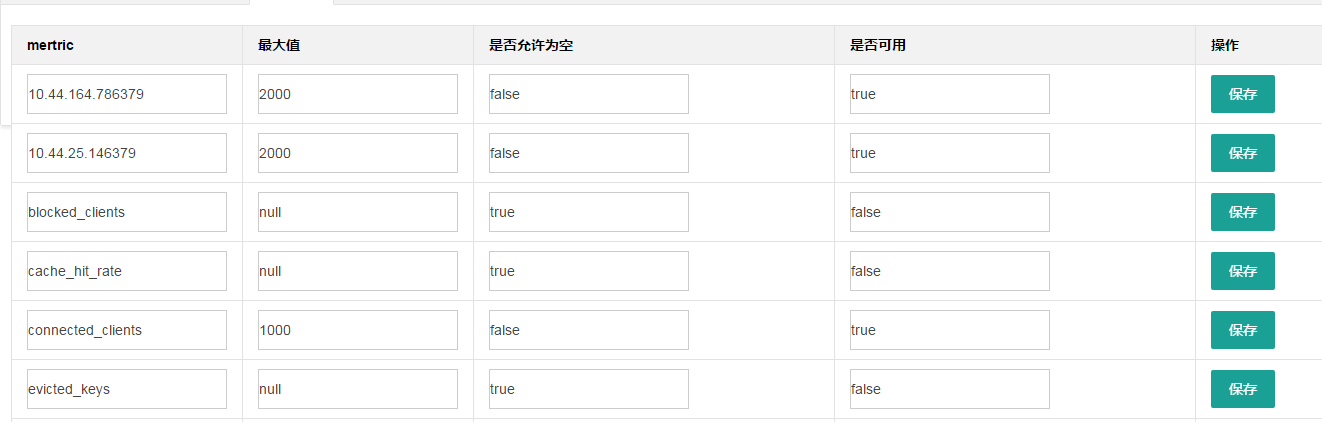 mertric 最大值 是否允许为空 是否可用 操作
10.44.164.786379 2000 false true 保存
10.44.25.146379 2000 false true 保存
blocked_clients null true false 保存
cache_hit_rate null true false 保存
connected_clients 1000 false true 保存
evicted_keys null true false 保存